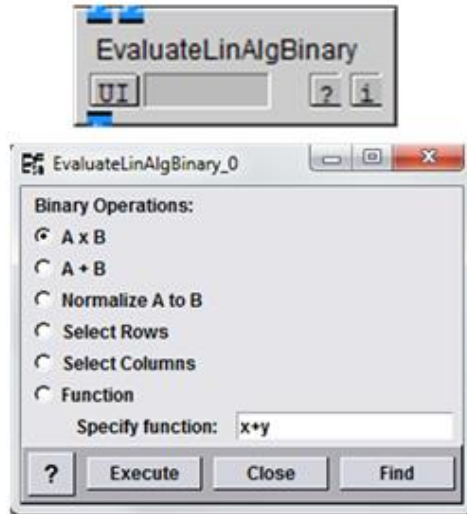 EvaluateLinAlgBinary
UI ? i
EvaluateLinAlgBinary_0
Binary Operations:
A x B
A + B
Normalize A to B
Select Rows
Select Columns
Function
Specify function: x+y
? Execute Close Find